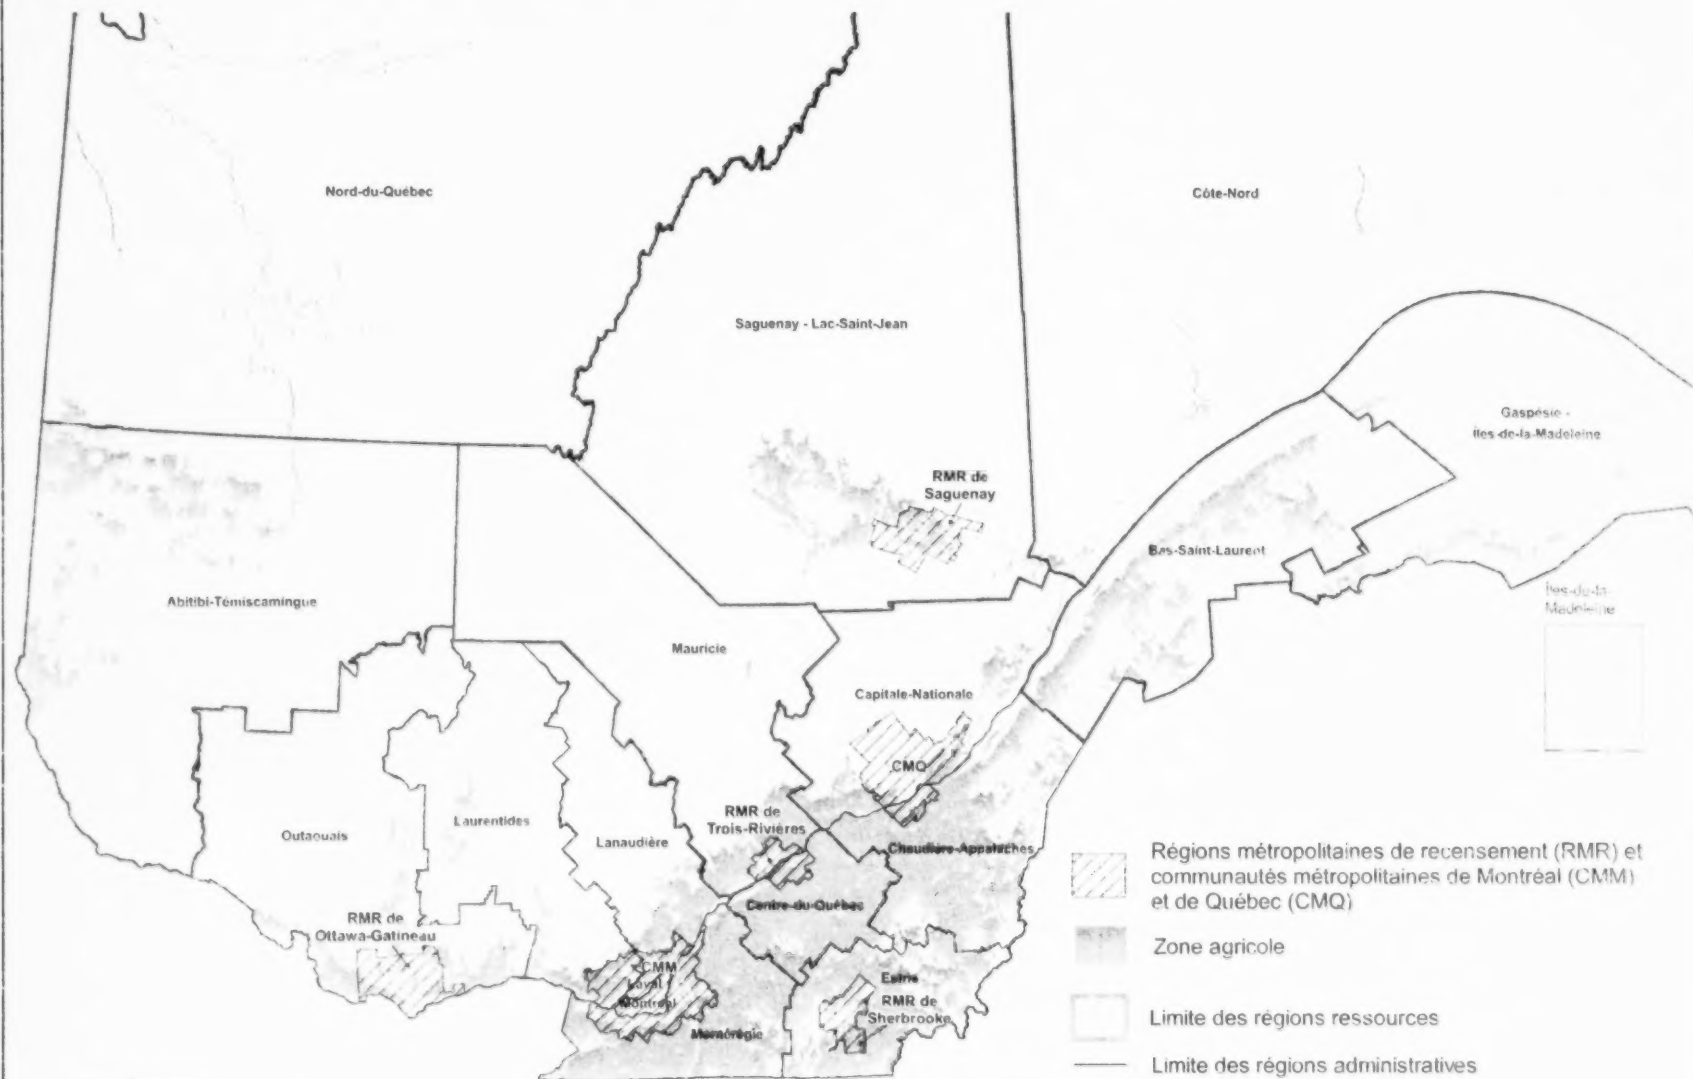 Nord-du-Québec
Côte-Nord
Saguenay - Lac-Saint-Jean
Gaspésie -
Îles-de-la-Madeleine
RMR de
Saguenay
Bas-Saint-Laurent
Abitibi-Témiscamingue
Îles-du-la-
Madeleine
Mauricie
Capitale-Nationale
CMQ
RMR de
Trois-Rivières
Outaouais
Laurentides
Lanaudière
Chaudière-Appalaches
Centre-du-Québec
RMR de
Ottawa-Gatineau
CMM
Laval
Montréal
Montérégie
Estrie
RMR de
Sherbrooke
Régions métropolitaines de recensement (RMR) et
communautés métropolitaines de Montréal (CMM)
et de Québec (CMQ)
Zone agricole
Limite des régions ressources
Limite des régions administratives